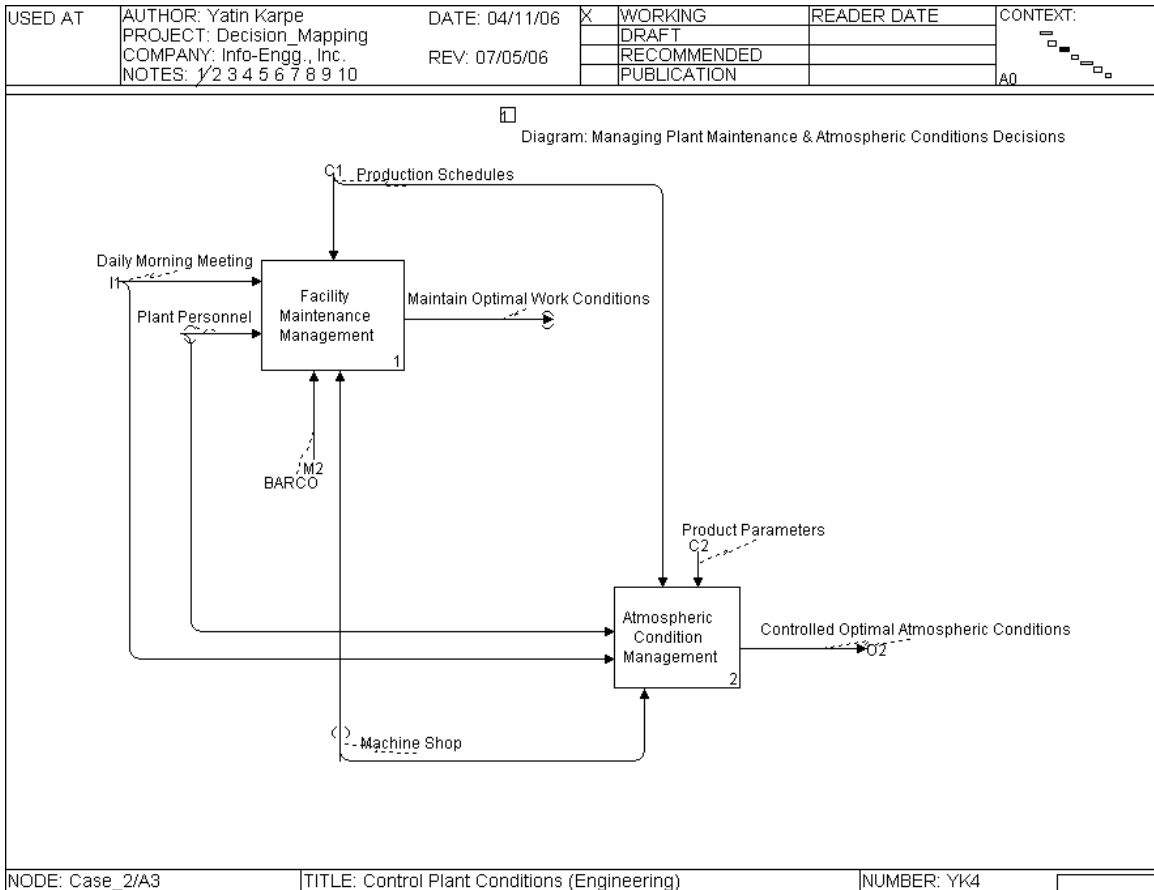 USED AT
AUTHOR: Yatin Karpe
DATE: 04/11/06
PROJECT: Decision_Mapping
COMPANY: Info-Engg., Inc.
REV: 07/05/06
NOTES: 1 2 3 4 5 6 7 8 9 10
X
WORKING
DRAFT
RECOMMENDED
PUBLICATION
READER DATE
CONTEXT:
A0
1
Diagram: Managing Plant Maintenance & Atmospheric Conditions Decisions
C1
Production Schedules
Daily Morning Meeting
I1
Plant Personnel
Facility
Maintenance
Management
1
Maintain Optimal Work Conditions
M2
BARCO
Product Parameters
C2
Atmospheric
Condition
Management
2
Controlled Optimal Atmospheric Conditions
O2
Machine Shop
NODE: Case_2/A3
TITLE: Control Plant Conditions (Engineering)
NUMBER: YK4